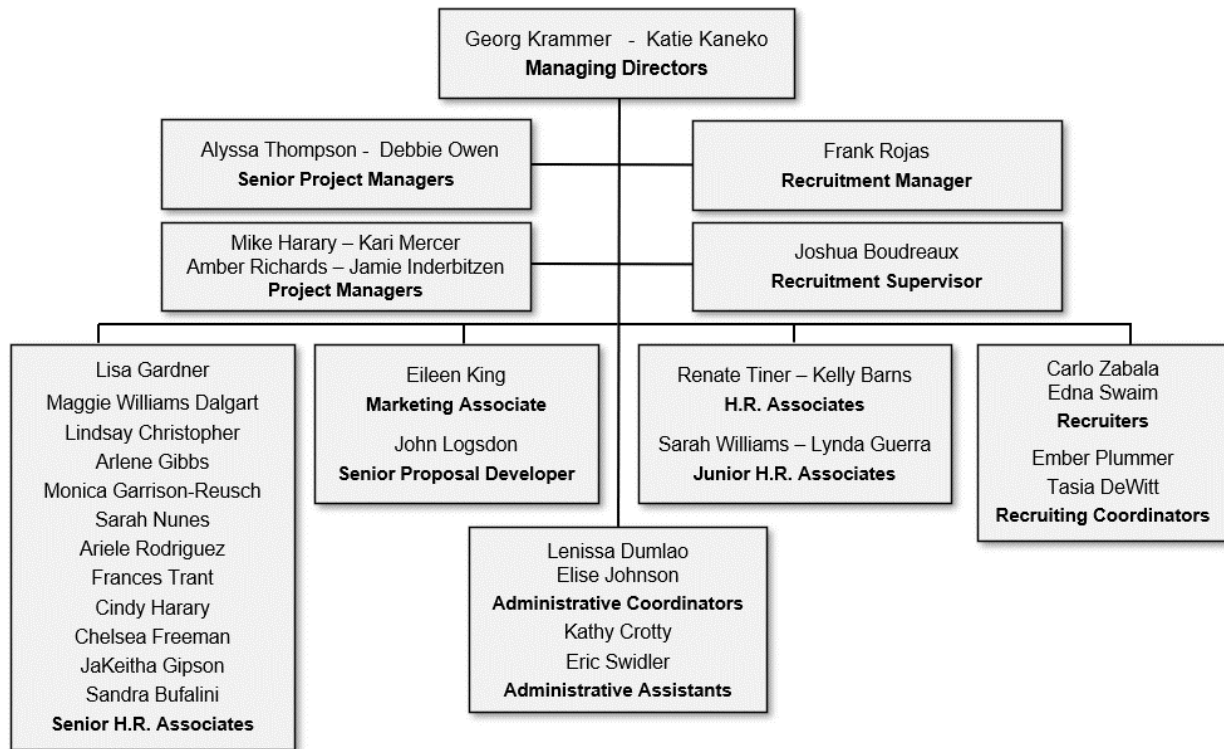 Georg Krammer - Katie Kaneko
Managing Directors
Alyssa Thompson - Debbie Owen
Senior Project Managers
Frank Rojas
Recruitment Manager
Mike Harary – Kari Mercer
Amber Richards – Jamie Inderbitzen
Project Managers
Joshua Boudreaux
Recruitment Supervisor
Lisa Gardner
Maggie Williams Dalgart
Lindsay Christopher
Arlene Gibbs
Monica Garrison-Reusch
Sarah Nunes
Ariele Rodriguez
Frances Trant
Cindy Harary
Chelsea Freeman
JaKeitha Gipson
Sandra Bufalini
Senior H.R. Associates
Eileen King
Marketing Associate
John Logsdon
Senior Proposal Developer
Renate Tiner – Kelly Barns
H.R. Associates
Sarah Williams – Lynda Guerra
Junior H.R. Associates
Carlo Zabala
Edna Swaim
Recruiters
Ember Plummer
Tasia DeWitt
Recruiting Coordinators
Lenissa Dumlao
Elise Johnson
Administrative Coordinators
Kathy Crotty
Eric Swidler
Administrative Assistants